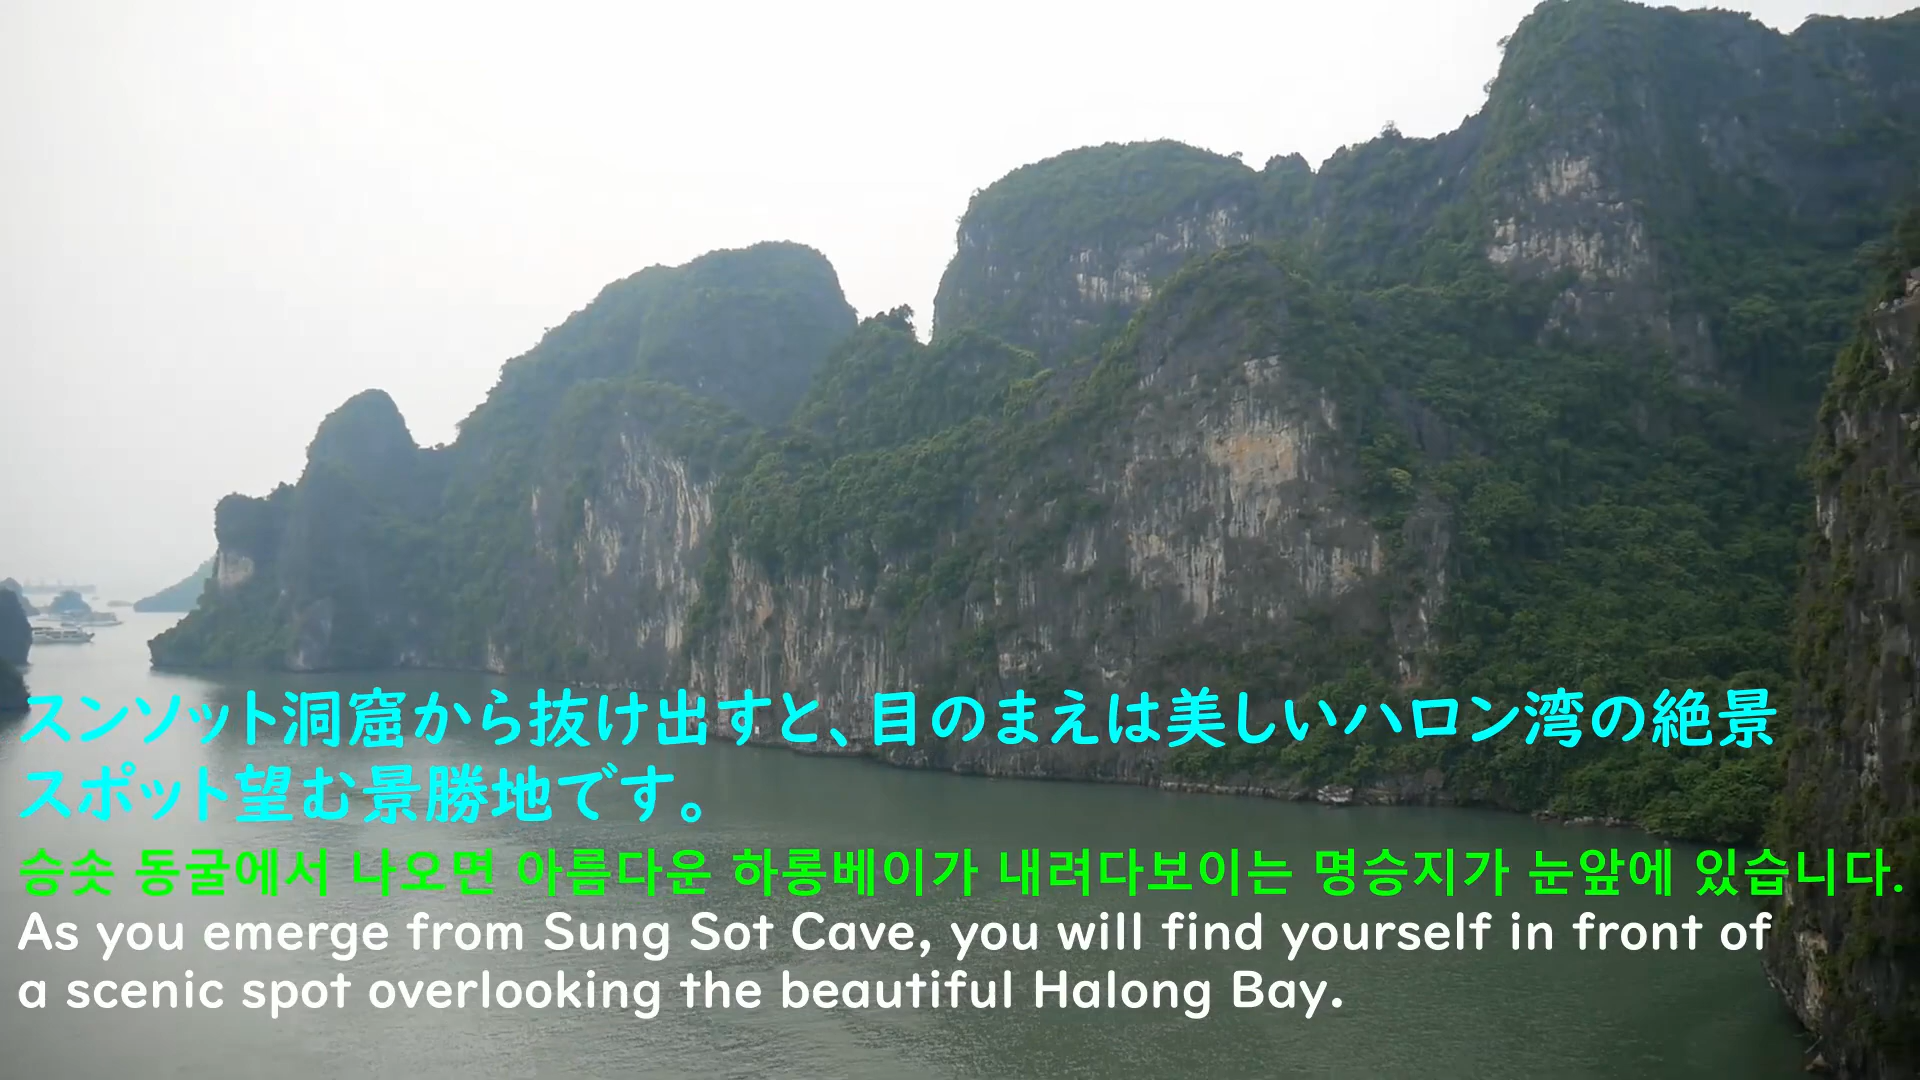 スンソット洞窟から抜け出すと、目のまえは美しいハロン湾の絶景
スポット望む景勝地です。
승솟 동굴에서 나오면 아름다운 하롱베이가 내려다보이는 명승지가 눈앞에 있습니다.
As you emerge from Sung Sot Cave, you will find yourself in front of
a scenic spot overlooking the beautiful Halong Bay.